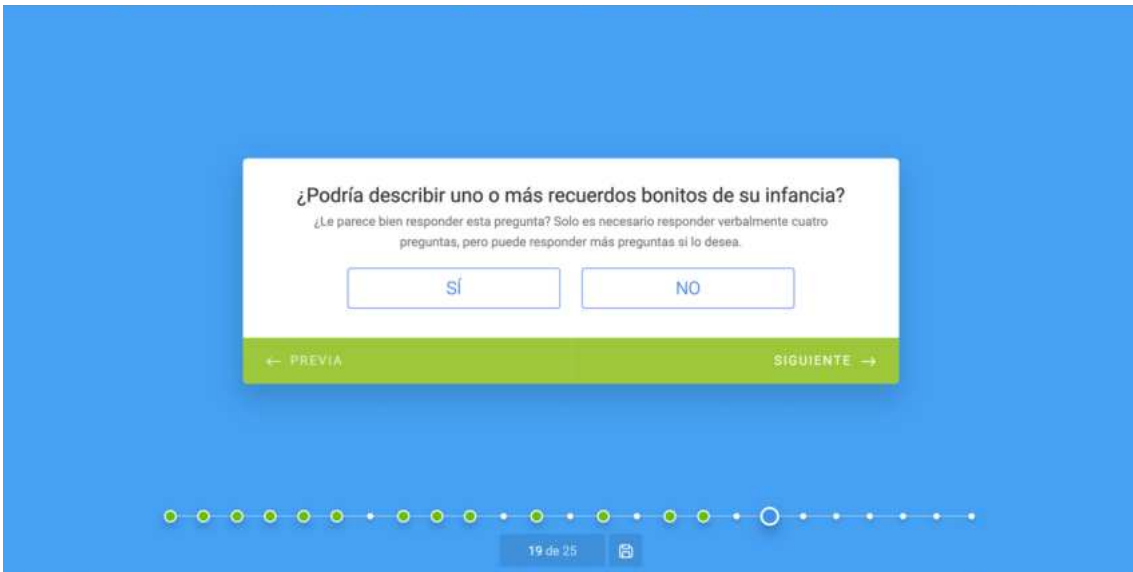 ¿Podría describir uno o más recuerdos bonitos de su infancia?
¿Le parece bien responder esta pregunta? Solo es necesario responder verbalmente cuatro
preguntas, pero puede responder más preguntas si lo desea.
SÍ NO
← PREVIA SIGUIENTE →
19 de 25